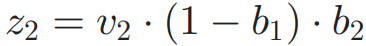 z₂ = v₂ · (1 − b₁) · b₂